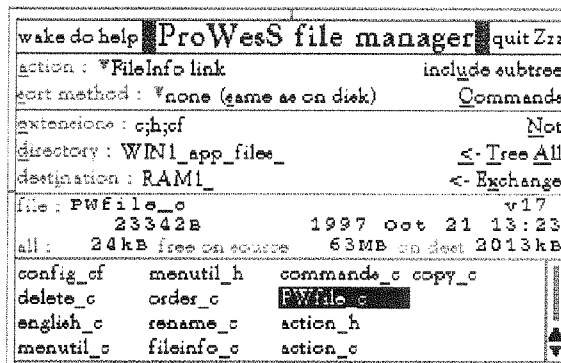 wake do help ProWesS file manager quit Zzz
action : FileInfo link include subtree
sort method : none (same as on disk) Commands
extensions : c;h;cf Not
directory : WIN1_app_files_ <- Tree All
destination : RAM1_ <- Exchange
file : PWfile_c v17
23342B 1997 Oct 21 13:23
all : 24kB free on source 63MB on dest 2013kB
config_cf menutil_h commands_c copy_c
delete_c order_c PWfile_c
english_c rename_c action_h
menutil_c fileinfo_c action_c